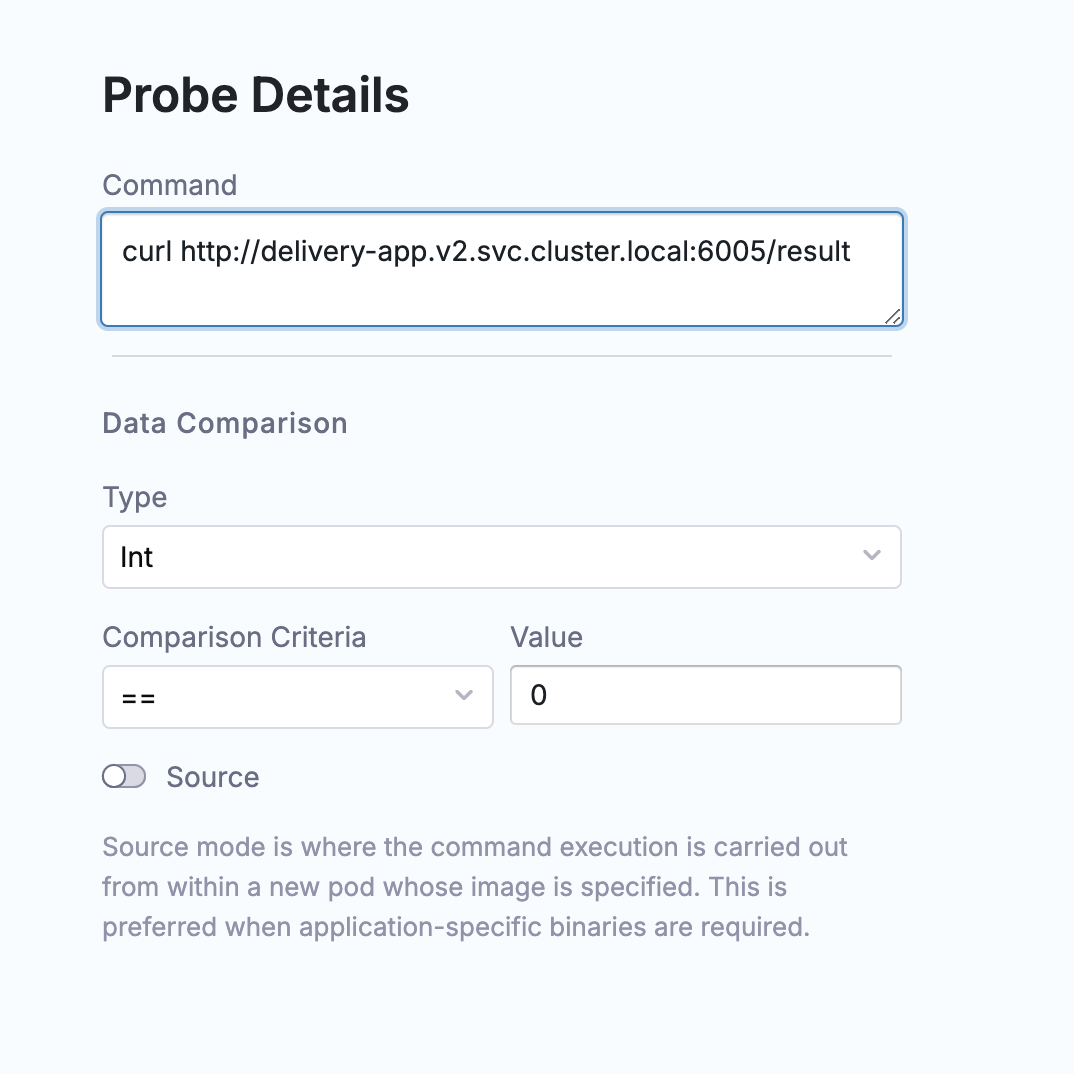 Probe Details
Command
curl http://delivery-app.v2.svc.cluster.local:6005/result
Data Comparison
Type
Int
Comparison Criteria
Value
==
0
Source
Source mode is where the command execution is carried out
from within a new pod whose image is specified. This is
preferred when application-specific binaries are required.